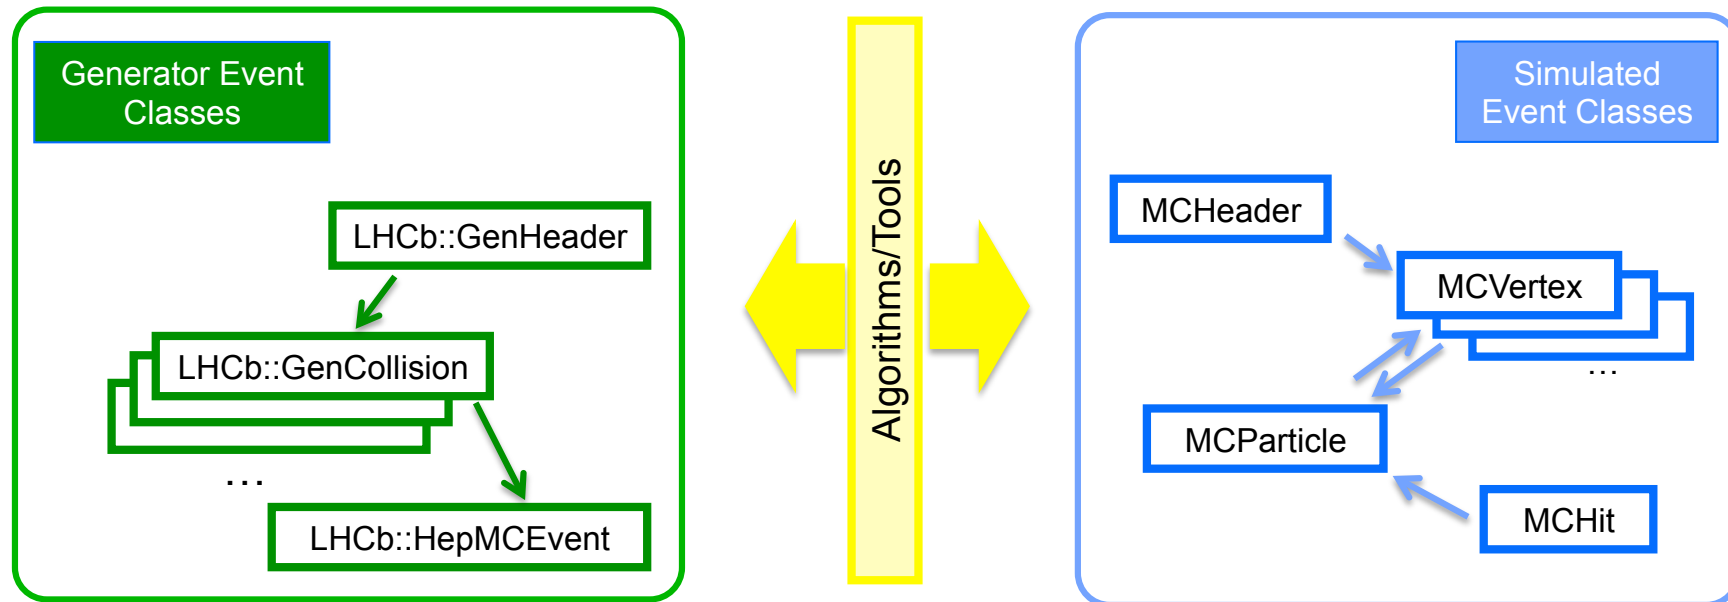 Generator Event
Classes
LHCb::GenHeader
LHCb::GenCollision
...
LHCb::HepMCEvent
Algorithms/Tools
Simulated
Event Classes
MCHeader
MCVertex
...
MCParticle
MCHit